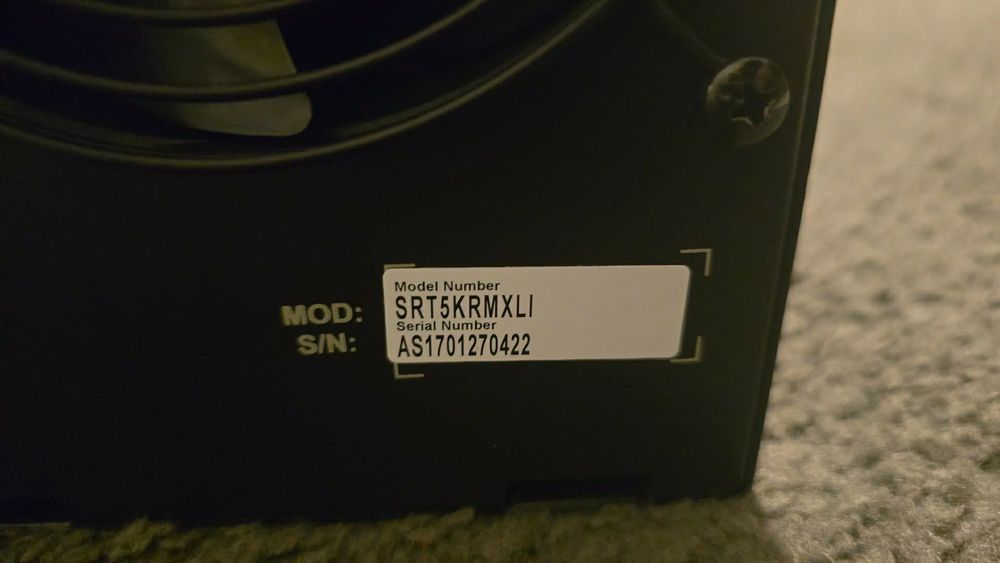 Model Number
MOD: SRT5KRMXLI
Serial Number
S/N: AS1701270422